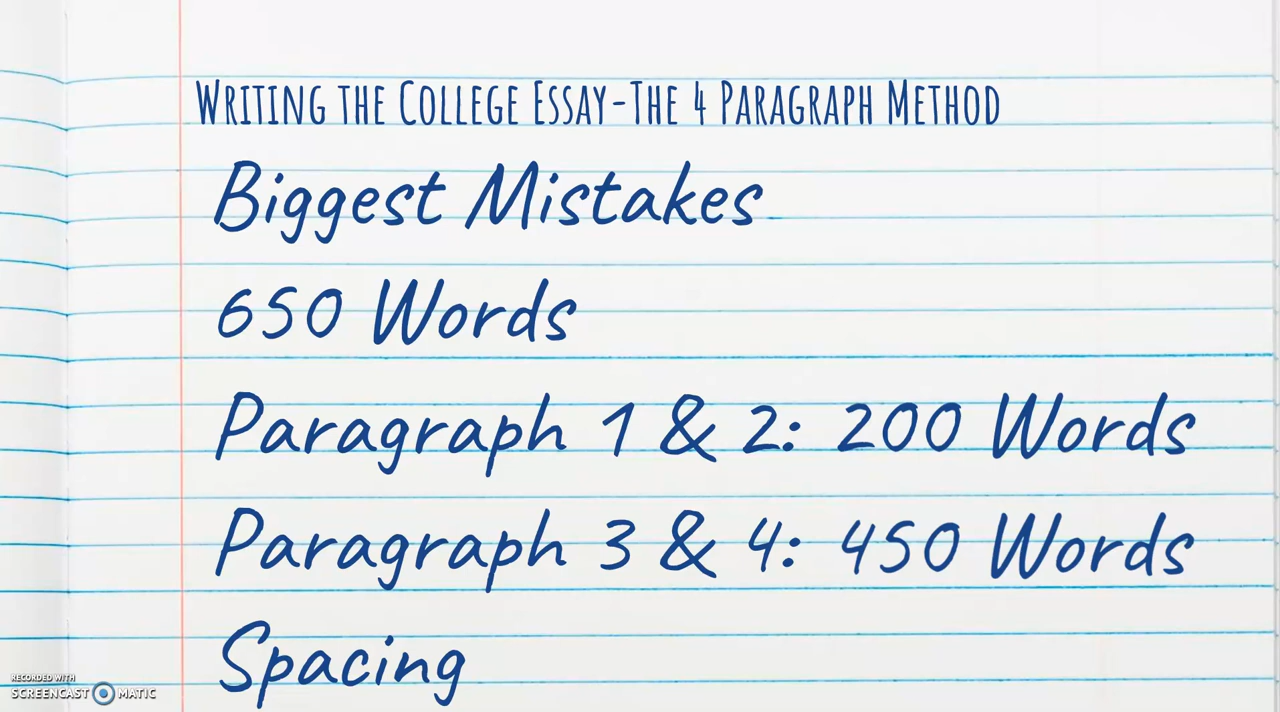 Writing the College Essay-The 4 Paragraph Method
Biggest Mistakes
650 Words
Paragraph 1 & 2: 200 Words
Paragraph 3 & 4: 450 Words
Spacing
RECORDED WITH
SCREENCAST MATIC